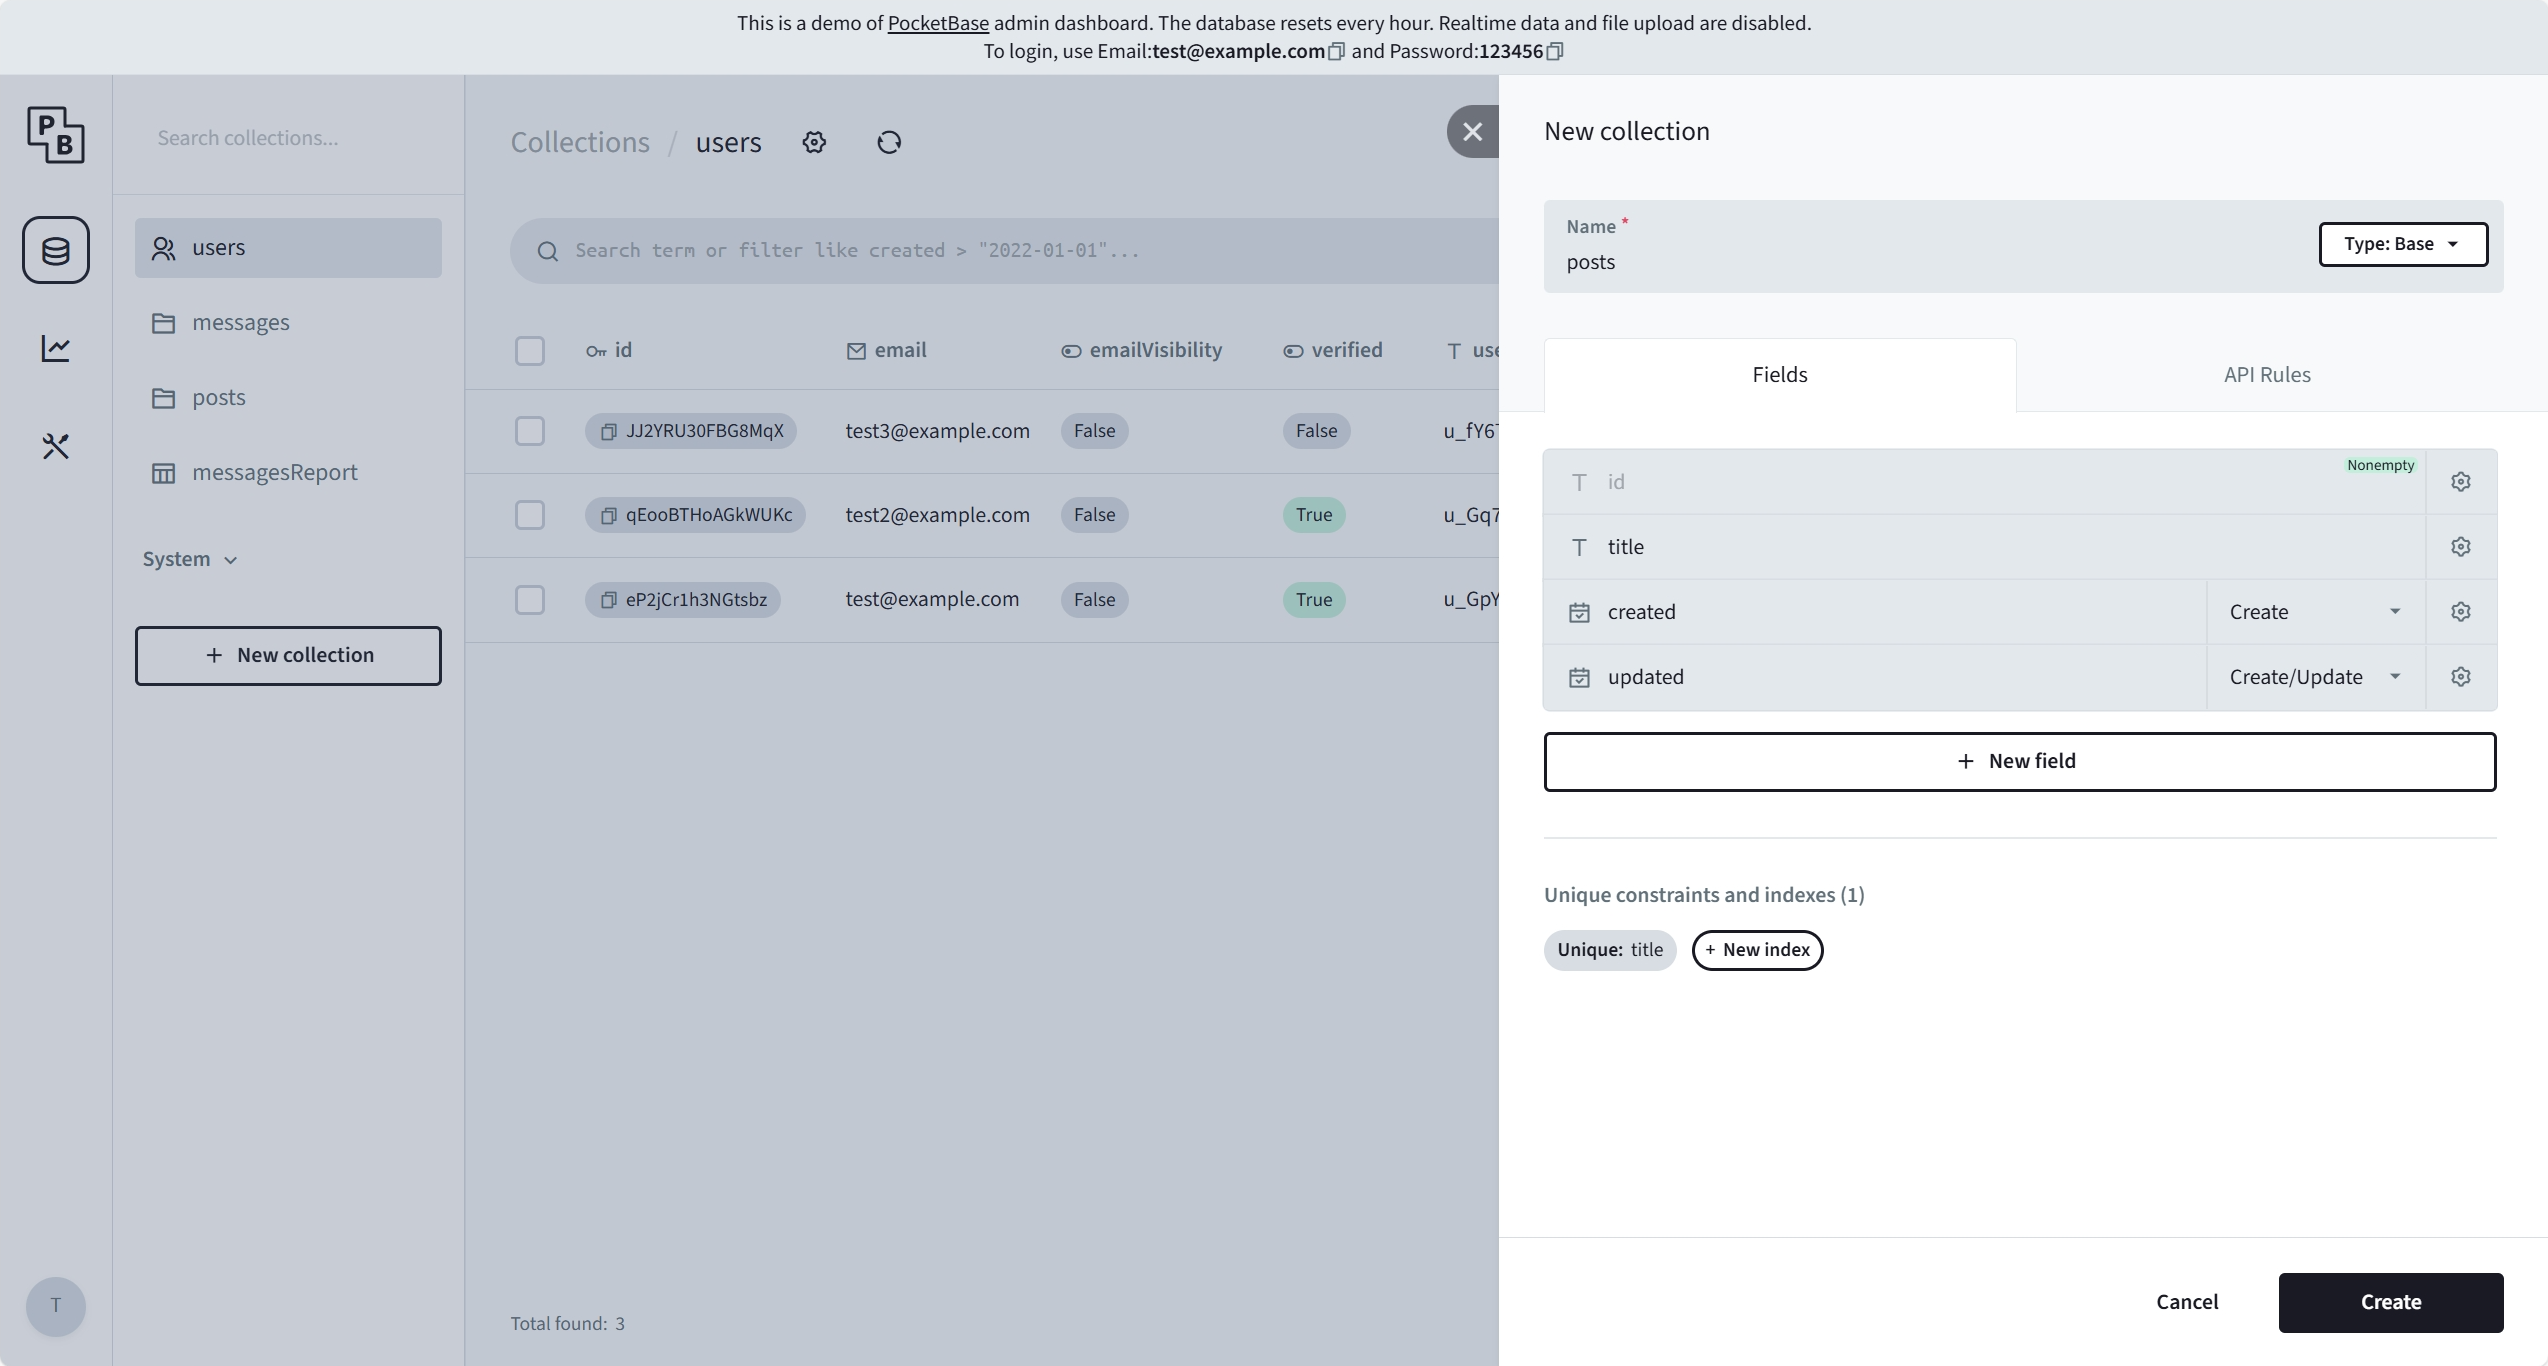 This is a demo of PocketBase admin dashboard. The database resets every hour. Realtime data and file upload are disabled.
To login, use Email:test@example.com and Password:123456
P
B
T
Search collections...
users
messages
posts
messagesReport
System
New collection
Collections / users
Search term or filter like created > "2022-01-01"...
id email emailVisibility verified use
JJ2YRU30FBG8MqX test3@example.com False False u_fY6
qEooBTHoAGkWUKc test2@example.com False True u_Gq7
eP2jCr1h3NGtsbz test@example.com False True u_GpY
Total found: 3
New collection
Name *
posts
Type: Base
Fields
API Rules
id Nonempty
title
created Create
updated Create/Update
New field
Unique constraints and indexes (1)
Unique: title
+ New index
Cancel
Create